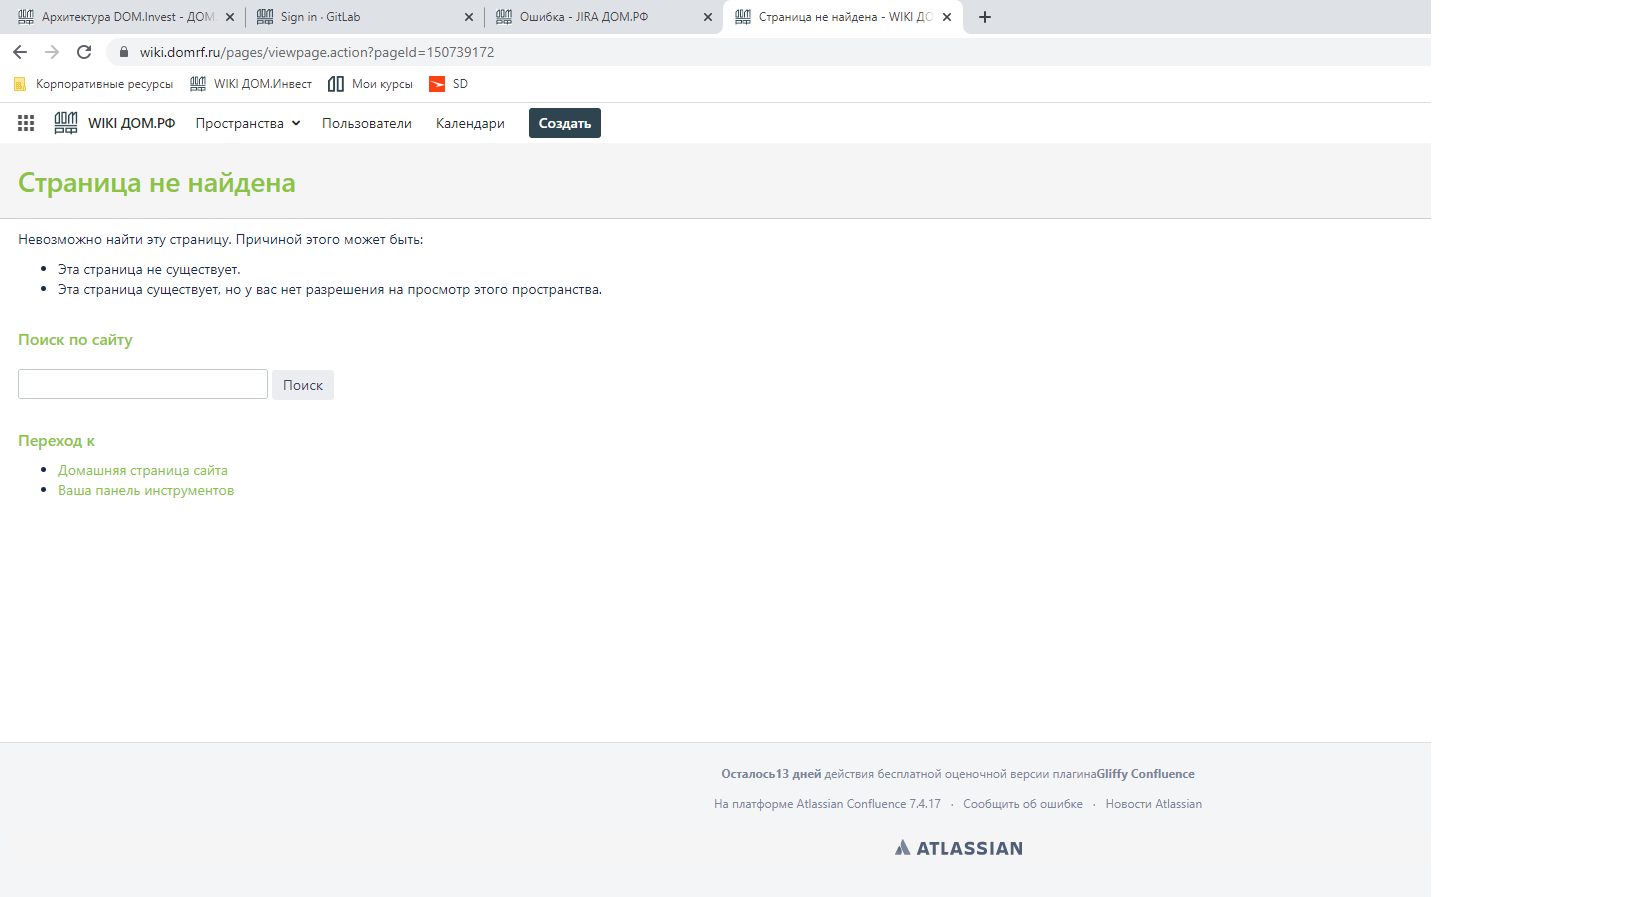 Архитектура DOM.Invest - ДОМ.
Sign in · GitLab
Ошибка - JIRA ДОМ.РФ
Страница не найдена - WIKI ДО
wiki.domrf.ru/pages/viewpage.action?pageId=150739172
Корпоративные ресурсы
WIKI ДОМ.Инвест
Мои курсы
SD
WIKI ДОМ.РФ
Пространства
Пользователи
Календари
Создать
Страница не найдена
Невозможно найти эту страницу. Причиной этого может быть:
Эта страница не существует.
Эта страница существует, но у вас нет разрешения на просмотр этого пространства.
Поиск по сайту
Поиск
Переход к
Домашняя страница сайта
Ваша панель инструментов
Осталось13 дней действия бесплатной оценочной версии плагинаGliffy Confluence
На платформе Atlassian Confluence 7.4.17 · Сообщить об ошибке · Новости Atlassian
ATLASSIAN